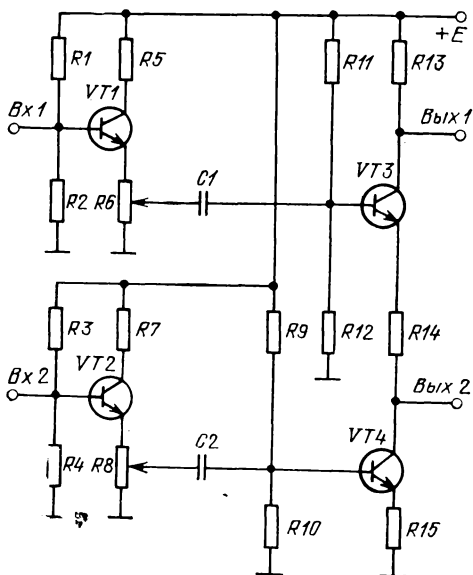 +E
R1
R5
R11
R13
VT1
Вх 1
Вых 1
C1
VT3
R2
R6
R3
R7
R9
R12
R14
VT2
Вх 2
Вых 2
C2
VT4
R4
R8
R10
R15